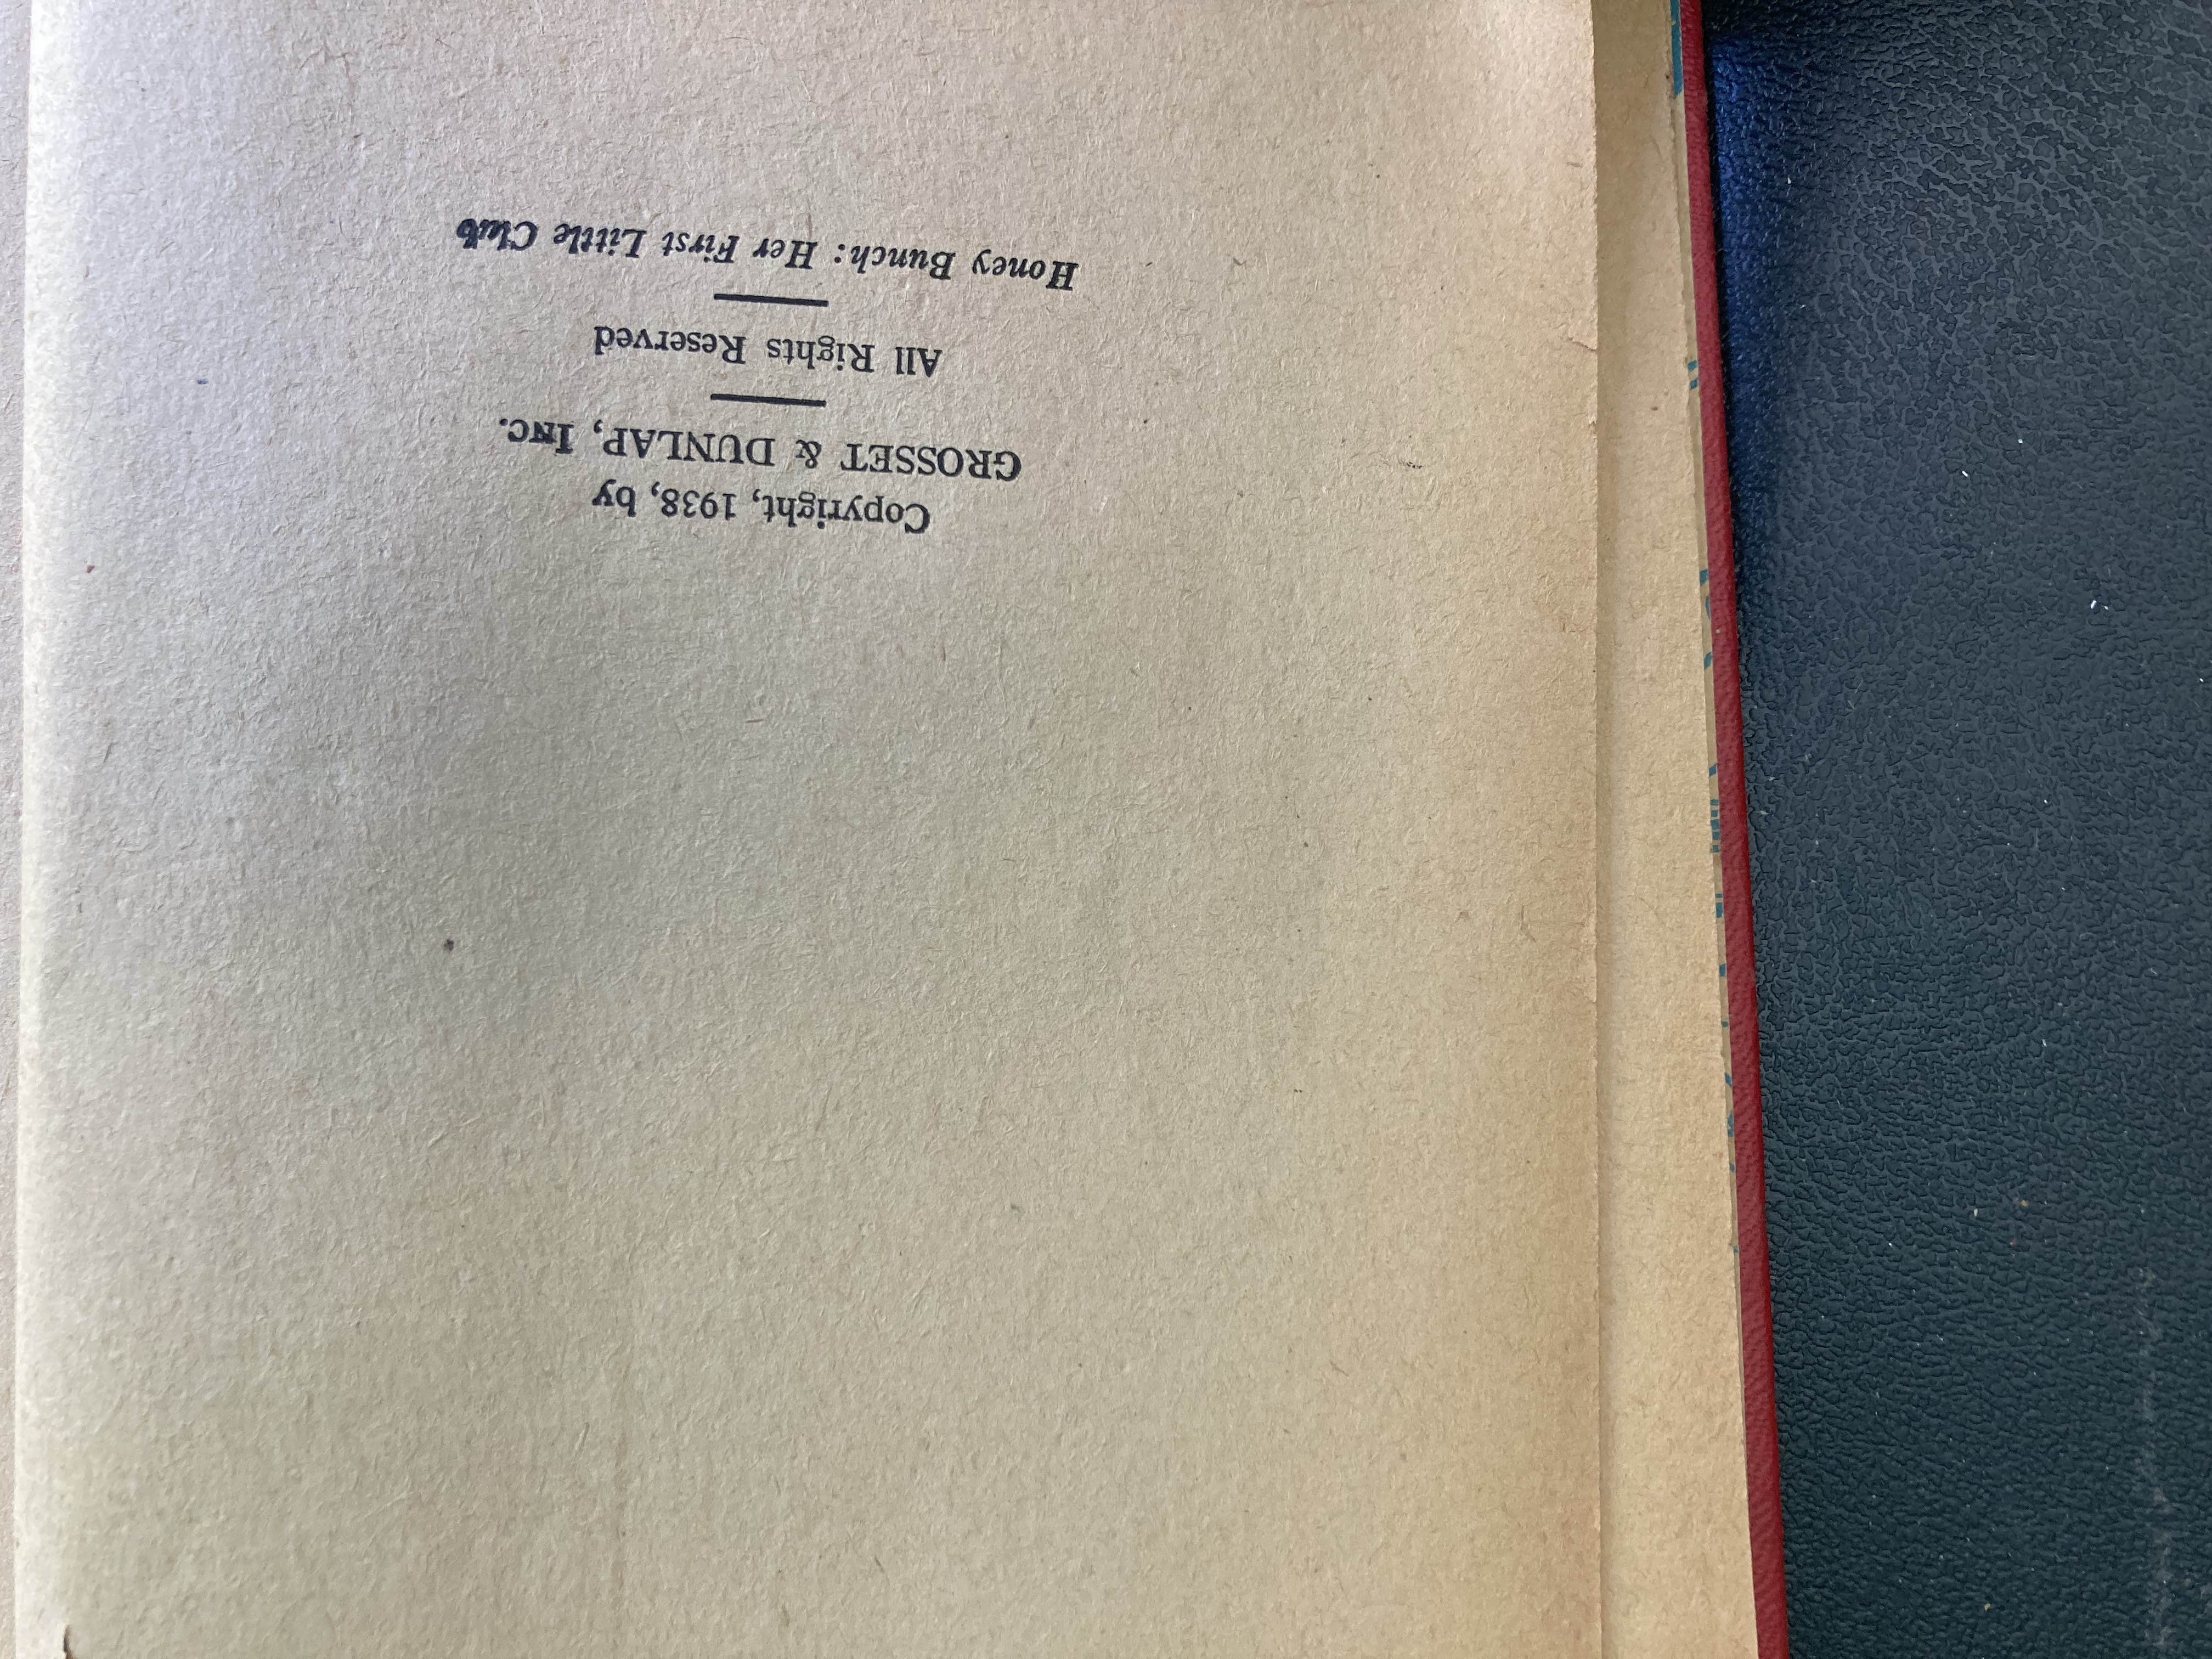 Copyright, 1938, by
GROSSET & DUNLAP, INC.
All Rights Reserved
Honey Bunch: Her First Little Club